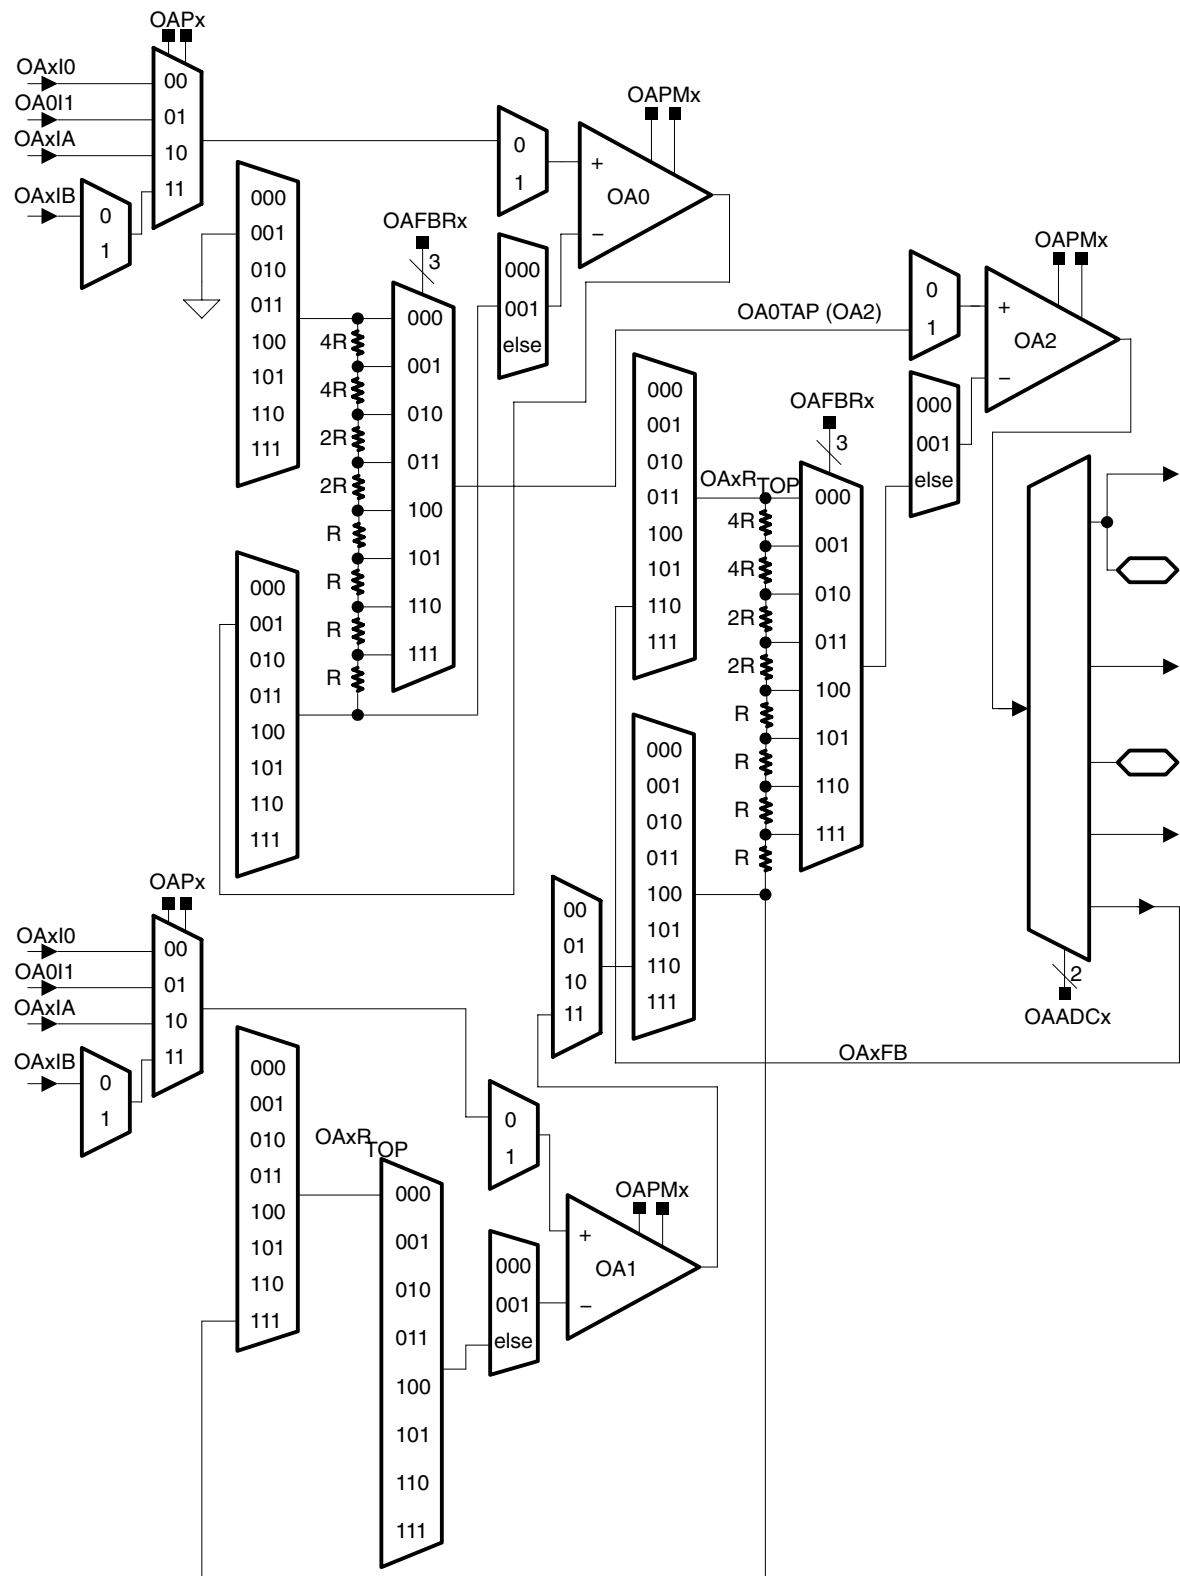 OAPx
OAxI0
OA0I1
OAxIA
OAxIB
00
01
10
11
0
1
000
001
010
011
100
101
110
111
OAFBRx
3
4R
4R
2R
2R
R
R
R
R
000
001
010
011
100
101
110
111
0
1
000
001
else
OAPMx
+
OA0
−
000
001
010
011
100
101
110
111
OA0TAP (OA2)
0
1
000
001
else
OAPMx
+
OA2
−
000
001
010
011
100
101
110
111
OAxRTOP
OAFBRx
3
4R
4R
2R
2R
R
R
R
R
000
001
010
011
100
101
110
111
000
001
010
011
100
101
110
111
00
01
10
11
2
OAADCx
OAxFB
OAPx
OAxI0
OA0I1
OAxIA
OAxIB
00
01
10
11
0
1
000
001
010
011
100
101
110
111
OAxRTOP
000
001
010
011
100
101
110
111
0
1
000
001
else
OAPMx
+
OA1
−